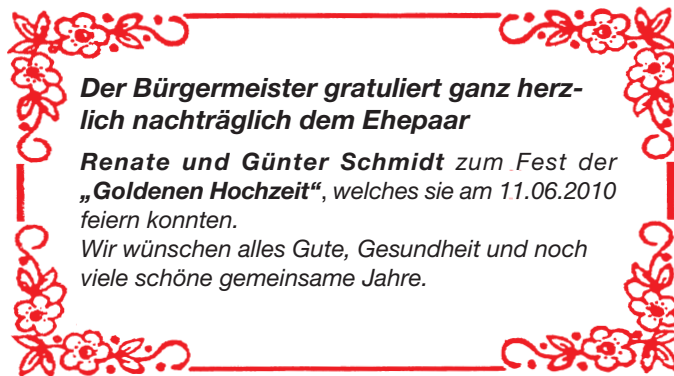 Der Bürgermeister gratuliert ganz herz-
lich nachträglich dem Ehepaar
Renate und Günter Schmidt zum Fest der
„Goldenen Hochzeit“, welches sie am 11.06.2010
feiern konnten.
Wir wünschen alles Gute, Gesundheit und noch
viele schöne gemeinsame Jahre.